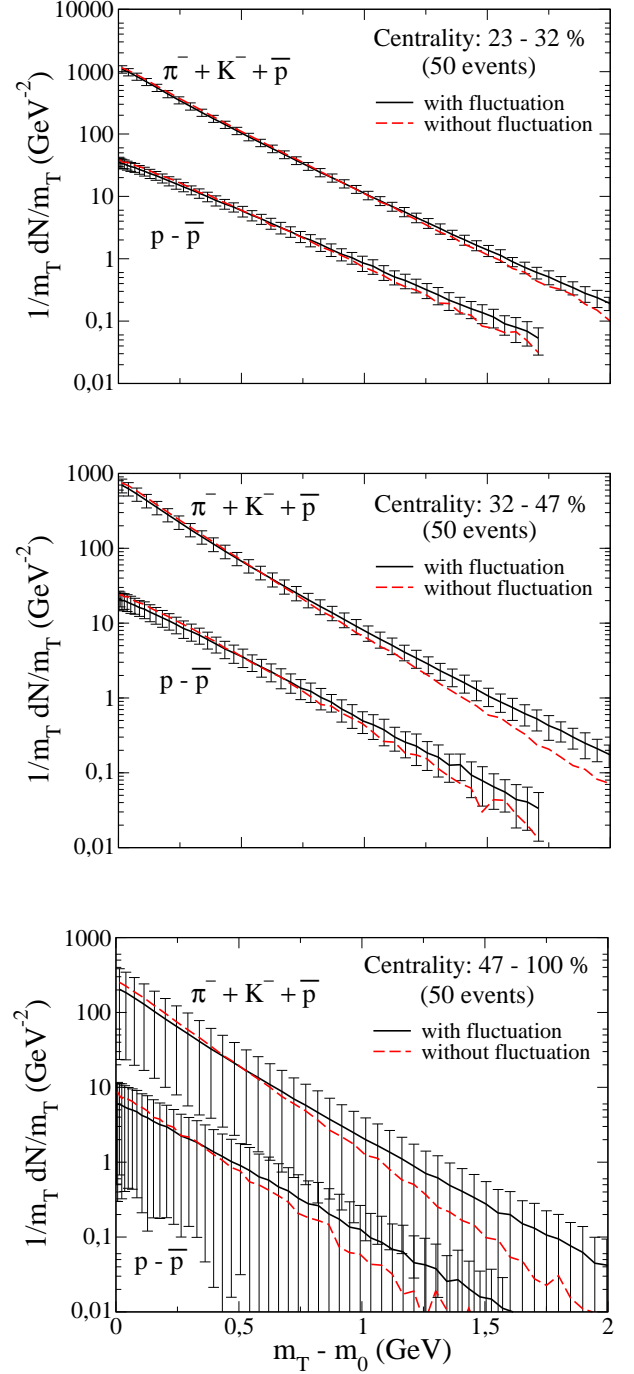 1000
100
10
1
0,1
0,01
1/m_T dN/m_T (GeV^-2)
π^- + K^- + p̅
p - p̅
Centrality: 23 - 32 %
(50 events)
with fluctuation
without fluctuation
1000
100
10
1
0,1
0,01
1/m_T dN/m_T (GeV^-2)
π^- + K^- + p̅
p - p̅
Centrality: 32 - 47 %
(50 events)
with fluctuation
without fluctuation
1000
100
10
1
0,1
0,01
1/m_T dN/m_T (GeV^-2)
π^- + K^- + p̅
p - p̅
Centrality: 47 - 100 %
(50 events)
with fluctuation
without fluctuation
0 0,5 1 1,5 2
m_T - m_0 (GeV)